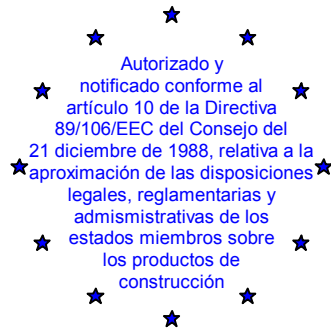 Autorizado y
notificado conforme al
artículo 10 de la Directiva
89/106/EEC del Consejo del
21 diciembre de 1988, relativa a la
aproximación de las disposiciones
legales, reglamentarias y
admismistrativas de los
estados miembros sobre
los productos de
construcción